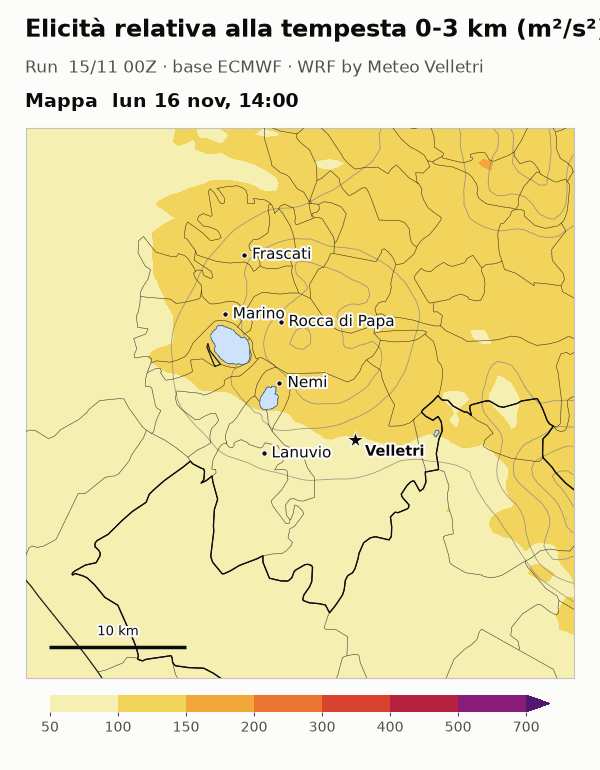 Elicità relativa alla tempesta 0-3 km (m²/s²)
Run  15/11 00Z · base ECMWF · WRF by Meteo Velletri
Mappa  lun 16 nov, 14:00
Frascati
Marino
Rocca di Papa
Nemi
Lanuvio
Velletri
10 km
50 100 150 200 300 400 500 700